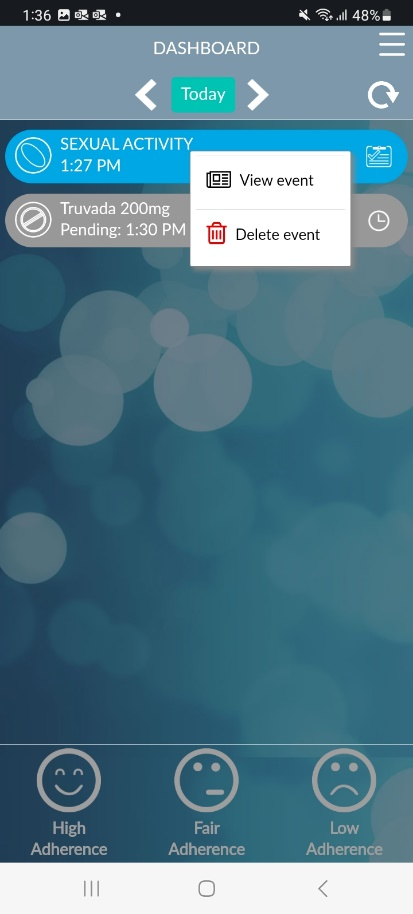 1:36 48%
DASHBOARD
Today
SEXUAL ACTIVITY
1:27 PM
View event
Truvada 200mg
Pending: 1:30 PM
Delete event
High
Adherence
Fair
Adherence
Low
Adherence